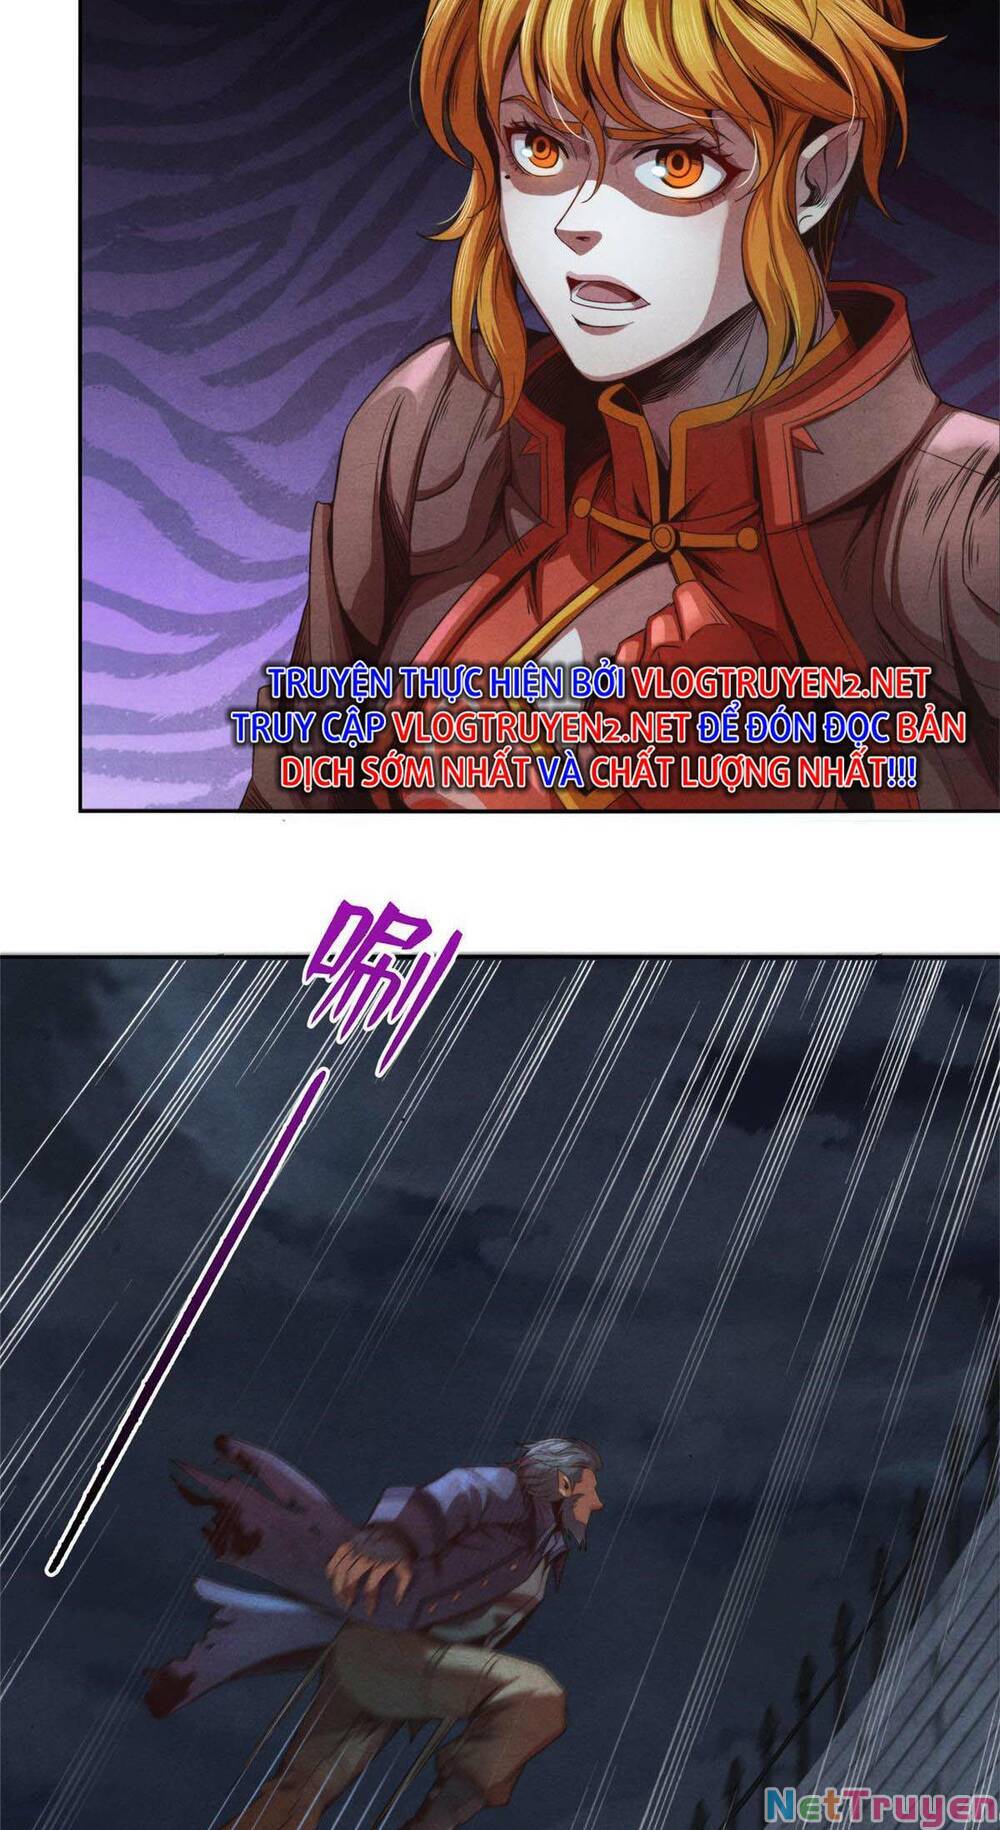 TRUYỆN THỰC HIỆN BỞI VLOGTRUYEN2.NET
TRUY CẬP VLOGTRUYEN2.NET ĐỂ ĐÓN ĐỌC BẢN
DỊCH SỚM NHẤT VÀ CHẤT LƯỢNG NHẤT!!!
唰
NetTruyen